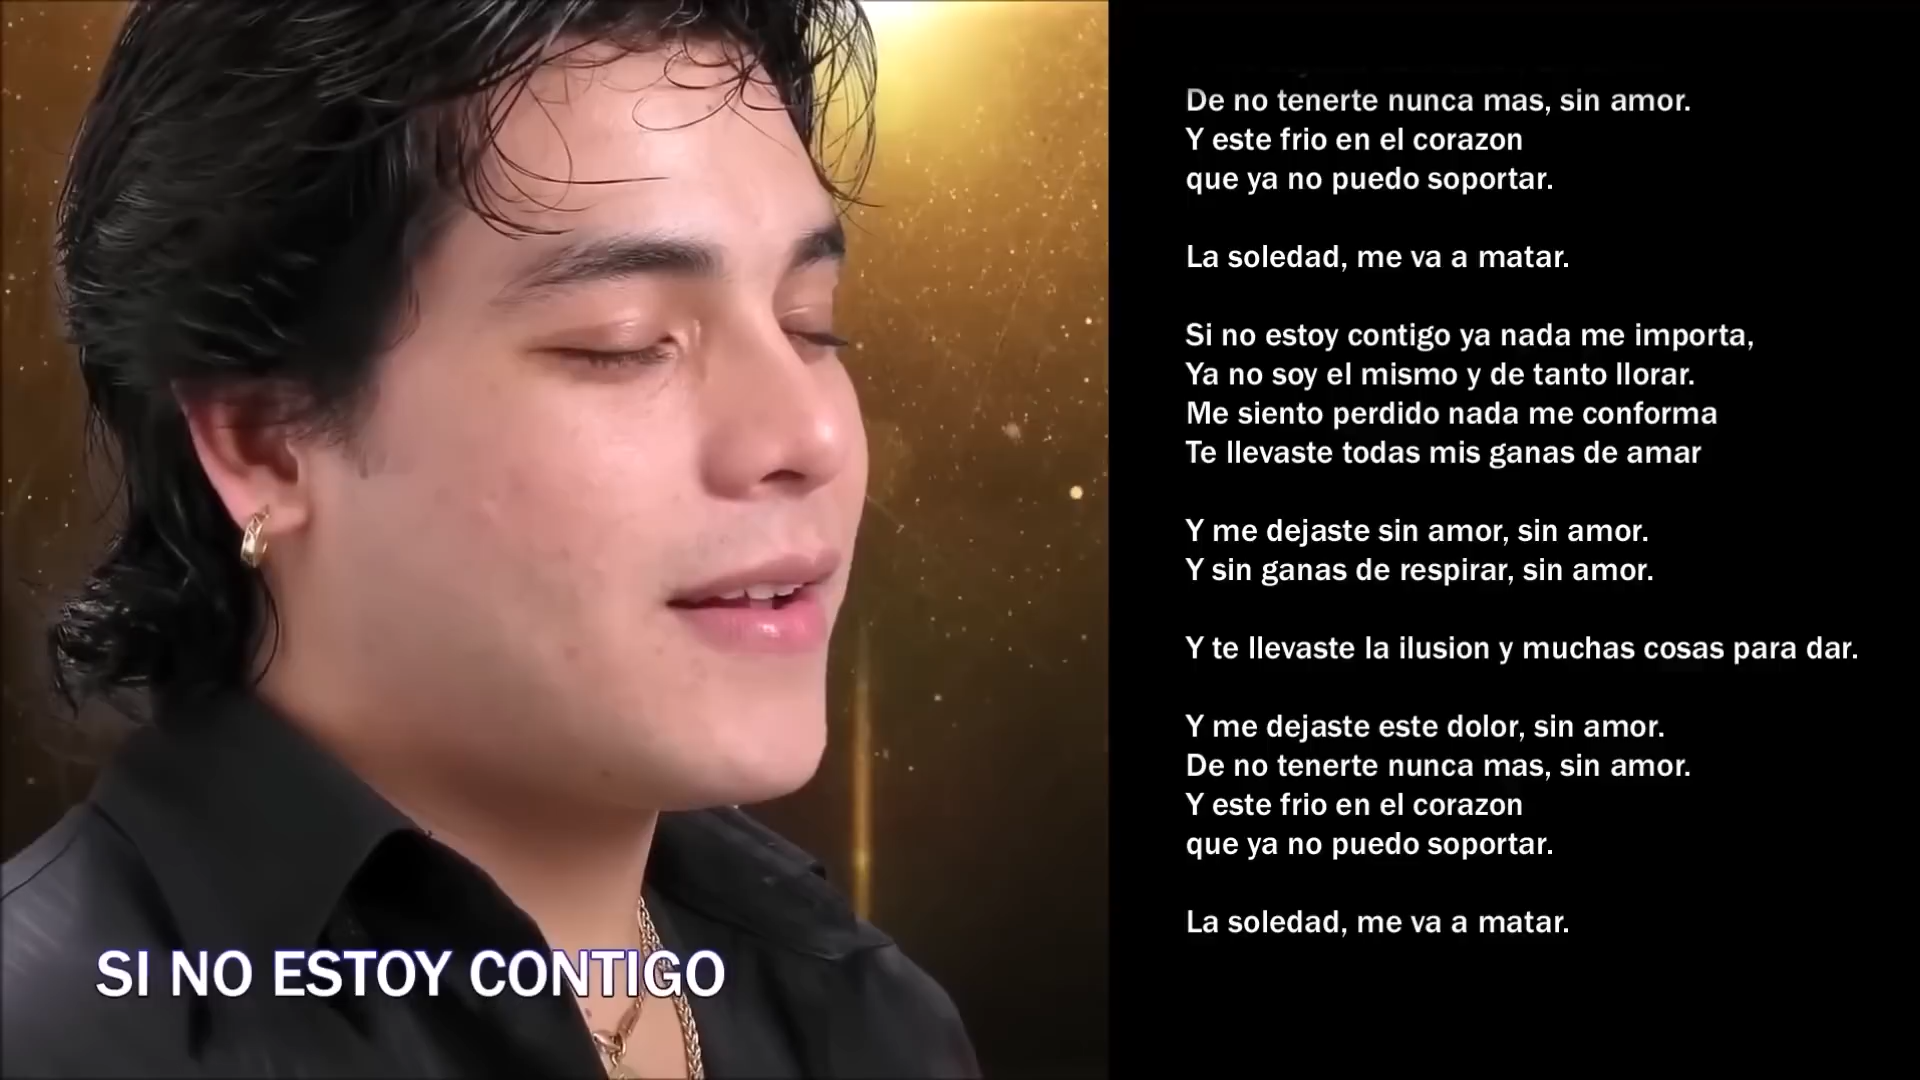 De no tenerte nunca mas, sin amor.
Y este frio en el corazon
que ya no puedo soportar.
La soledad, me va a matar.
Si no estoy contigo ya nada me importa,
Ya no soy el mismo y de tanto llorar.
Me siento perdido nada me conforma
Te llevaste todas mis ganas de amar
Y me dejaste sin amor, sin amor.
Y sin ganas de respirar, sin amor.
Y te llevaste la ilusion y muchas cosas para dar.
Y me dejaste este dolor, sin amor.
De no tenerte nunca mas, sin amor.
Y este frio en el corazon
que ya no puedo soportar.
La soledad, me va a matar.
SI NO ESTOY CONTIGO